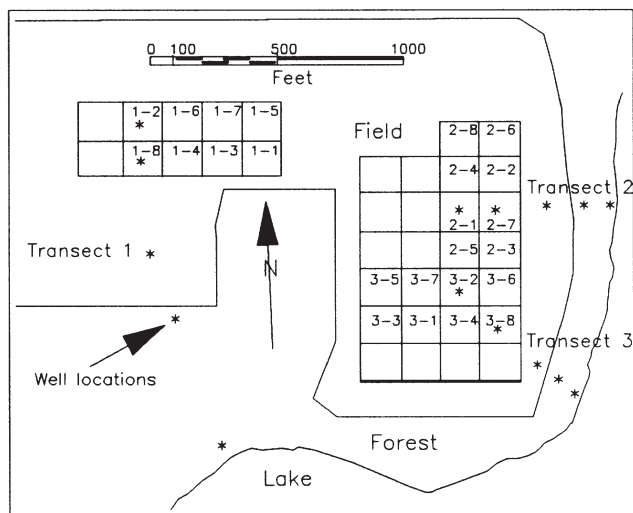 0 100 500 1000
Feet
1-2 1-6 1-7 1-5
1-8 1-4 1-3 1-1
Field
2-8 2-6
2-4 2-2
Transect 2
2-1 2-7
2-5 2-3
Transect 1
N
3-5 3-7 3-2 3-6
3-3 3-1 3-4 3-8
Transect 3
Well locations
Forest
Lake